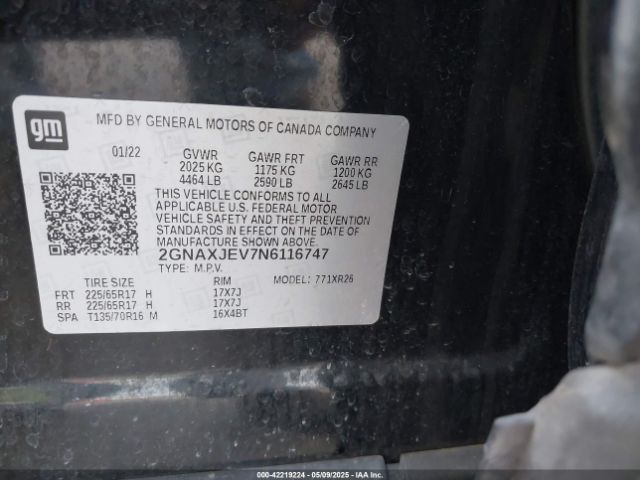 gm
MFD BY GENERAL MOTORS OF CANADA COMPANY
01/22 GVWR GAWR FRT GAWR RR
2025 KG 1175 KG 1200 KG
4464 LB 2590 LB 2645 LB
THIS VEHICLE CONFORMS TO ALL
APPLICABLE U.S. FEDERAL MOTOR
VEHICLE SAFETY AND THEFT PREVENTION
STANDARDS IN EFFECT ON THE DATE OF
MANUFACTURE SHOWN ABOVE.
2GNAXJEV7N6116747
TYPE: M.P.V. MODEL: 771XR26
TIRE SIZE RIM
FRT 225/65R17 H 17X7J
RR 225/65R17 H 17X7J
SPA T135/70R16 M 16X4BT
000-42219224 - 05/09/2025 - IAAI.com